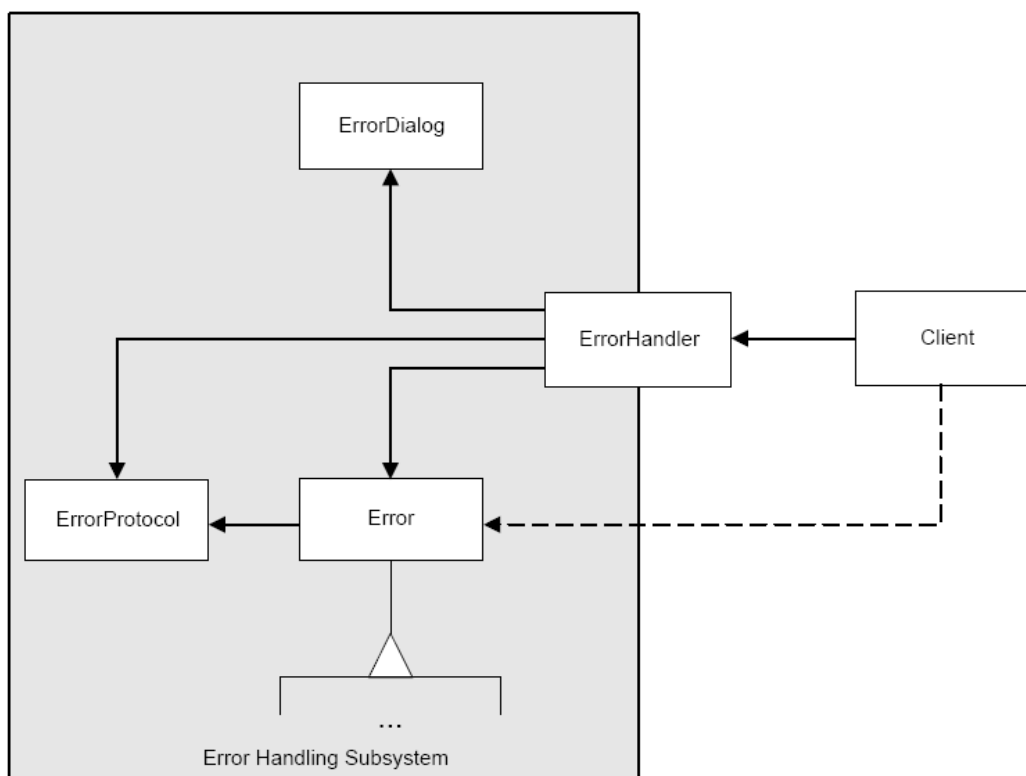 ErrorDialog
ErrorHandler
Client
ErrorProtocol
Error
...
Error Handling Subsystem